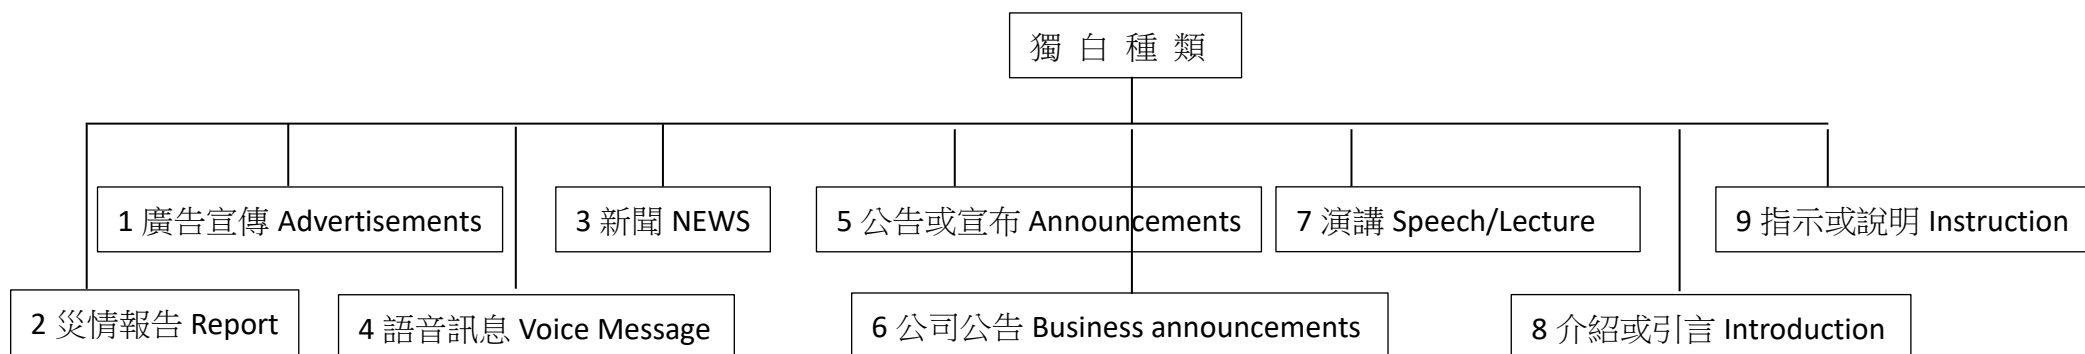 獨 白 種 類
1 廣告宣傳 Advertisements
3 新聞 NEWS
5 公告或宣布 Announcements
7 演講 Speech/Lecture
9 指示或說明 Instruction
2 災情報告 Report
4 語音訊息 Voice Message
6 公司公告 Business announcements
8 介紹或引言 Introduction